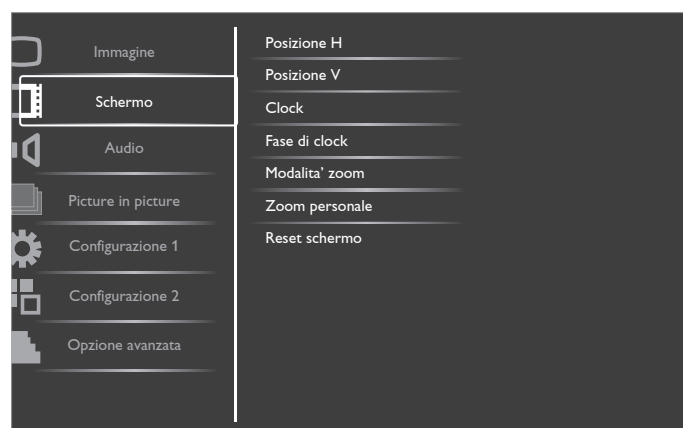 Immagine
Schermo
Audio
Picture in picture
Configurazione 1
Configurazione 2
Opzione avanzata
Posizione H
Posizione V
Clock
Fase di clock
Modalita’ zoom
Zoom personale
Reset schermo